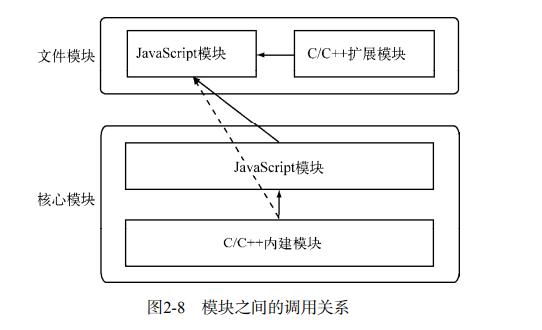 文件模块
JavaScript模块
C/C++扩展模块
核心模块
JavaScript模块
C/C++内建模块
图2-8 模块之间的调用关系